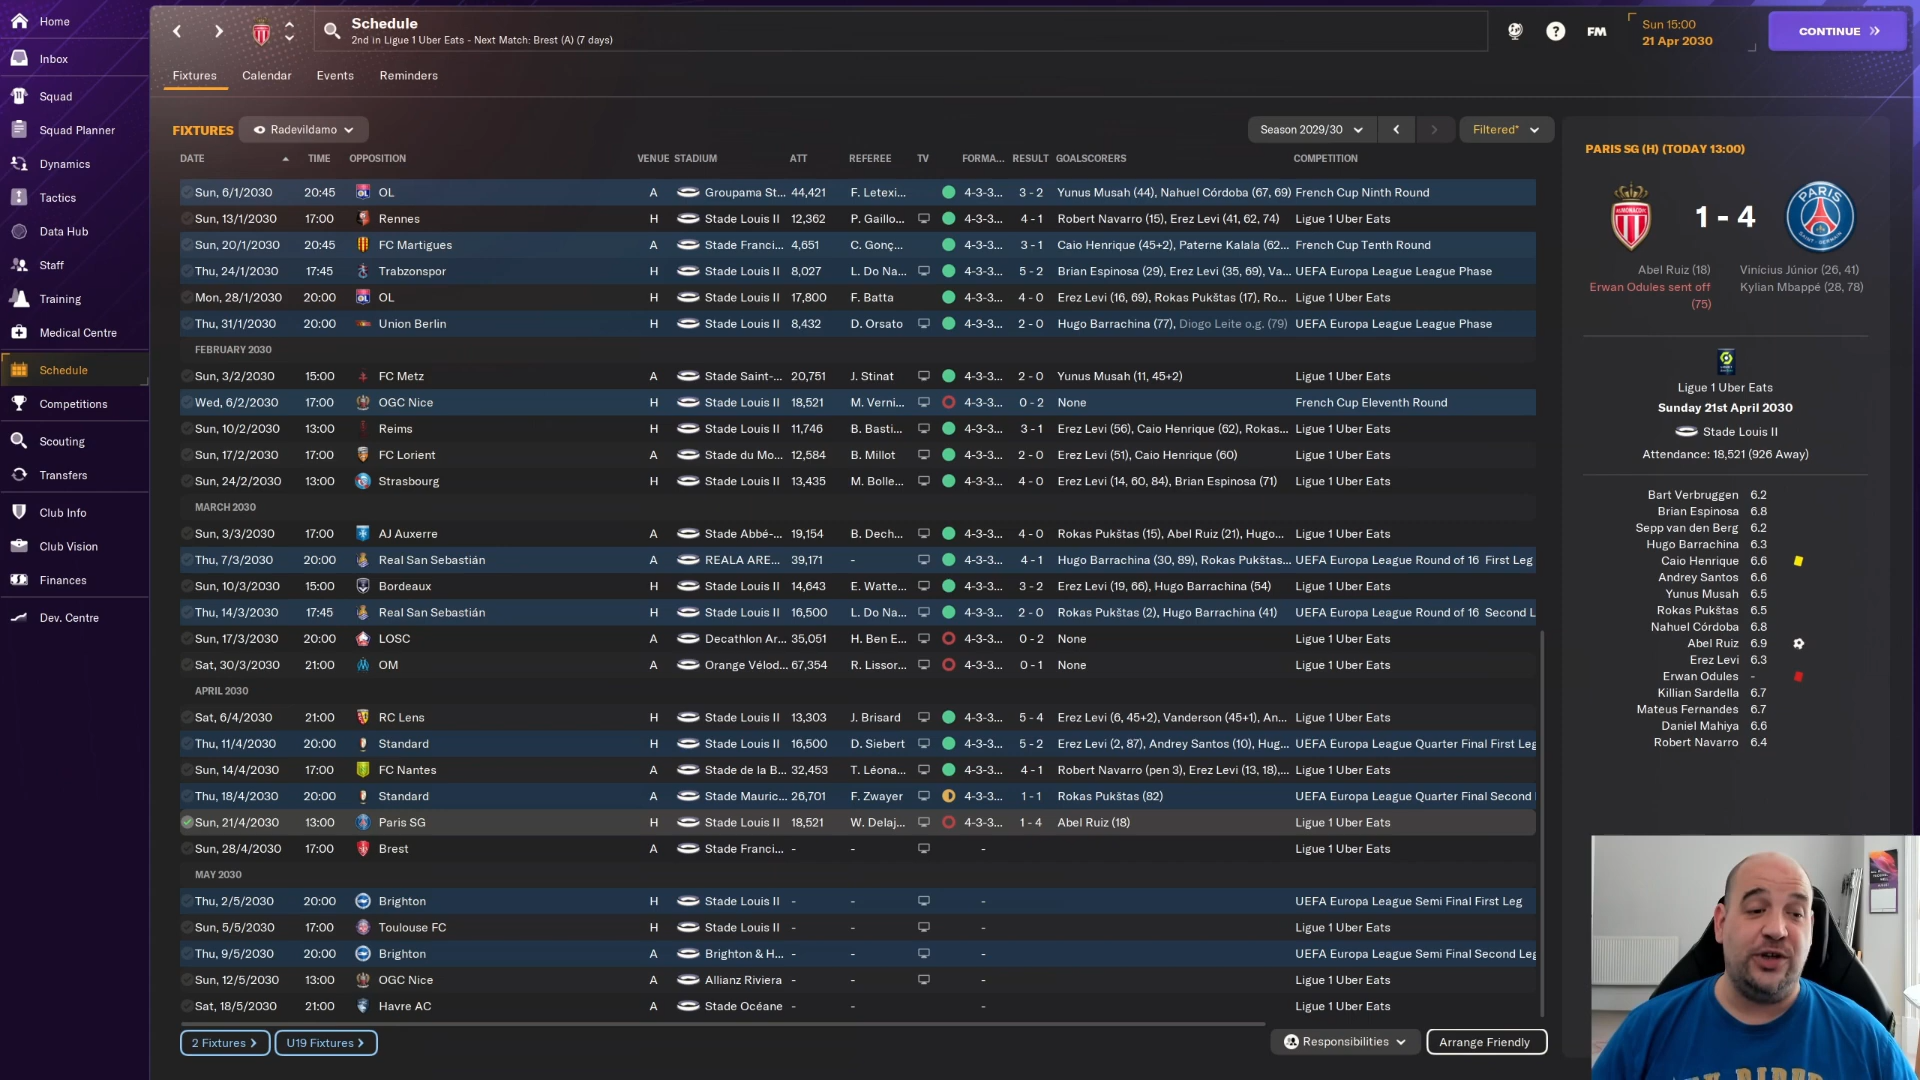 Home
Inbox
Squad
Squad Planner
Dynamics
Tactics
Data Hub
Staff
Training
Medical Centre
Schedule
Competitions
Scouting
Transfers
Club Info
Club Vision
Finances
Dev. Centre
Schedule
2nd in Ligue 1 Uber Eats - Next Match: Brest (A) (7 days)
FM
Sun 15:00
21 Apr 2030
CONTINUE
Fixtures Calendar Events Reminders
FIXTURES Radevildamo Season 2029/30 Filtered*
DATE TIME OPPOSITION VENUE STADIUM ATT REFEREE TV FORMA... RESULT GOALSCORERS COMPETITION
Sun, 6/1/2030 20:45 OL A Groupama St... 44,421 F. Letexi... 4-3-3... 3 - 2 Yunus Musah (44), Nahuel Córdoba (67, 69) French Cup Ninth Round
Sun, 13/1/2030 17:00 Rennes H Stade Louis II 12,362 P. Gaillo... 4-3-3... 4 - 1 Robert Navarro (15), Erez Levi (41, 62, 74) Ligue 1 Uber Eats
Sun, 20/1/2030 20:45 FC Martigues A Stade Franci... 4,651 C. Gonç... 4-3-3... 3 - 1 Caio Henrique (45+2), Paterne Kalala (62... French Cup Tenth Round
Thu, 24/1/2030 17:45 Trabzonspor H Stade Louis II 8,027 L. Do Na... 4-3-3... 5 - 2 Brian Espinosa (29), Erez Levi (35, 69), Va... UEFA Europa League League Phase
Mon, 28/1/2030 20:00 OL H Stade Louis II 17,800 F. Batta 4-3-3... 4 - 0 Erez Levi (16, 69), Rokas Pukštas (17), Ro... Ligue 1 Uber Eats
Thu, 31/1/2030 20:00 Union Berlin H Stade Louis II 8,432 D. Orsato 4-3-3... 2 - 0 Hugo Barrachina (77), Diogo Leite o.g. (79) UEFA Europa League League Phase
FEBRUARY 2030
Sun, 3/2/2030 15:00 FC Metz A Stade Saint-... 20,751 J. Stinat 4-3-3... 2 - 0 Yunus Musah (11, 45+2) Ligue 1 Uber Eats
Wed, 6/2/2030 17:00 OGC Nice H Stade Louis II 18,521 M. Verni... 4-3-3... 0 - 2 None French Cup Eleventh Round
Sun, 10/2/2030 13:00 Reims H Stade Louis II 11,746 B. Basti... 4-3-3... 3 - 1 Erez Levi (56), Caio Henrique (62), Rokas... Ligue 1 Uber Eats
Sun, 17/2/2030 17:00 FC Lorient A Stade du Mo... 12,584 B. Millot 4-3-3... 2 - 0 Erez Levi (51), Caio Henrique (60) Ligue 1 Uber Eats
Sun, 24/2/2030 13:00 Strasbourg H Stade Louis II 13,435 M. Bolle... 4-3-3... 4 - 0 Erez Levi (14, 60, 84), Brian Espinosa (71) Ligue 1 Uber Eats
MARCH 2030
Sun, 3/3/2030 17:00 AJ Auxerre A Stade Abbé-... 19,154 B. Dech... 4-3-3... 4 - 0 Rokas Pukštas (15), Abel Ruiz (21), Hugo... Ligue 1 Uber Eats
Thu, 7/3/2030 20:00 Real San Sebastián A REALA ARE... 39,171 - 4-3-3... 4 - 1 Hugo Barrachina (30, 89), Rokas Pukštas... UEFA Europa League Round of 16 First Leg
Sun, 10/3/2030 15:00 Bordeaux H Stade Louis II 14,643 E. Watte... 4-3-3... 3 - 2 Erez Levi (19, 66), Hugo Barrachina (54) Ligue 1 Uber Eats
Thu, 14/3/2030 17:45 Real San Sebastián H Stade Louis II 16,500 L. Do Na... 4-3-3... 2 - 0 Rokas Pukštas (2), Hugo Barrachina (41) UEFA Europa League Round of 16 Second L
Sun, 17/3/2030 20:00 LOSC A Decathlon Ar... 35,051 H. Ben E... 4-3-3... 0 - 2 None Ligue 1 Uber Eats
Sat, 30/3/2030 21:00 OM A Orange Vélod... 67,354 R. Lissor... 4-3-3... 0 - 1 None Ligue 1 Uber Eats
APRIL 2030
Sat, 6/4/2030 21:00 RC Lens H Stade Louis II 13,303 J. Brisard 4-3-3... 5 - 4 Erez Levi (6, 45+2), Vanderson (45+1), An... Ligue 1 Uber Eats
Thu, 11/4/2030 20:00 Standard H Stade Louis II 16,500 D. Siebert 4-3-3... 5 - 2 Erez Levi (2, 87), Andrey Santos (10), Hug... UEFA Europa League Quarter Final First Leg
Sun, 14/4/2030 17:00 FC Nantes A Stade de la B... 32,453 T. Léona... 4-3-3... 4 - 1 Robert Navarro (pen 3), Erez Levi (13, 18),... Ligue 1 Uber Eats
Thu, 18/4/2030 20:00 Standard A Stade Mauric... 26,701 F. Zwayer 4-3-3... 1 - 1 Rokas Pukštas (82) UEFA Europa League Quarter Final Second
Sun, 21/4/2030 13:00 Paris SG H Stade Louis II 18,521 W. Delaj... 4-3-3... 1 - 4 Abel Ruiz (18) Ligue 1 Uber Eats
Sun, 28/4/2030 17:00 Brest A Stade Franci... - - - Ligue 1 Uber Eats
MAY 2030
Thu, 2/5/2030 20:00 Brighton H Stade Louis II - - - UEFA Europa League Semi Final First Leg
Sun, 5/5/2030 17:00 Toulouse FC H Stade Louis II - - - Ligue 1 Uber Eats
Thu, 9/5/2030 20:00 Brighton A Brighton & H... - - - UEFA Europa League Semi Final Second Leg
Sun, 12/5/2030 13:00 OGC Nice A Allianz Riviera - - - Ligue 1 Uber Eats
Sat, 18/5/2030 21:00 Havre AC A Stade Océane - - - Ligue 1 Uber Eats
2 Fixtures U19 Fixtures Responsibilities Arrange Friendly
PARIS SG (H) (TODAY 13:00)
1 - 4
PARIS
Abel Ruiz (18) Vinícius Júnior (26, 41)
Erwan Odules sent off Kylian Mbappé (28, 78)
(75)
Ligue 1 Uber Eats
Sunday 21st April 2030
Stade Louis II
Attendance: 18,521 (926 Away)
Bart Verbruggen 6.2
Brian Espinosa 6.8
Sepp van den Berg 6.2
Hugo Barrachina 6.3
Caio Henrique 6.6
Andrey Santos 6.6
Yunus Musah 6.5
Rokas Pukštas 6.5
Nahuel Córdoba 6.8
Abel Ruiz 6.9
Erez Levi 6.3
Erwan Odules -
Killian Sardella 6.7
Mateus Fernandes 6.7
Daniel Mahiya 6.6
Robert Navarro 6.4